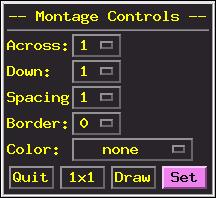 -- Montage Controls --
Across: 1
Down: 1
Spacing 1
Border: 0
Color: none
Quit 1x1 Draw Set